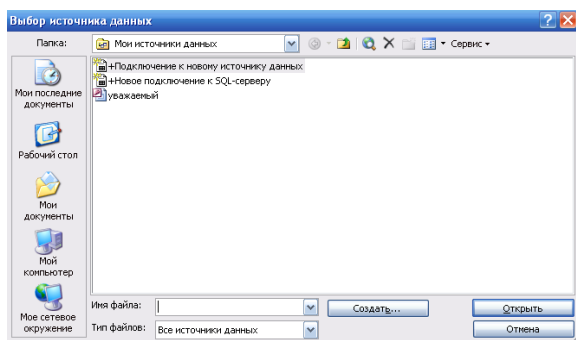 Выбор источника данных
Папка: Мои источники данных Сервис
+Подключение к новому источнику данных
+Новое подключение к SQL-серверу
уважаемый
Мои последние
документы
Рабочий стол
Мои
документы
Мой
компьютер
Мое сетевое
окружение
Имя файла: Создать... Открыть
Тип файлов: Все источники данных Отмена